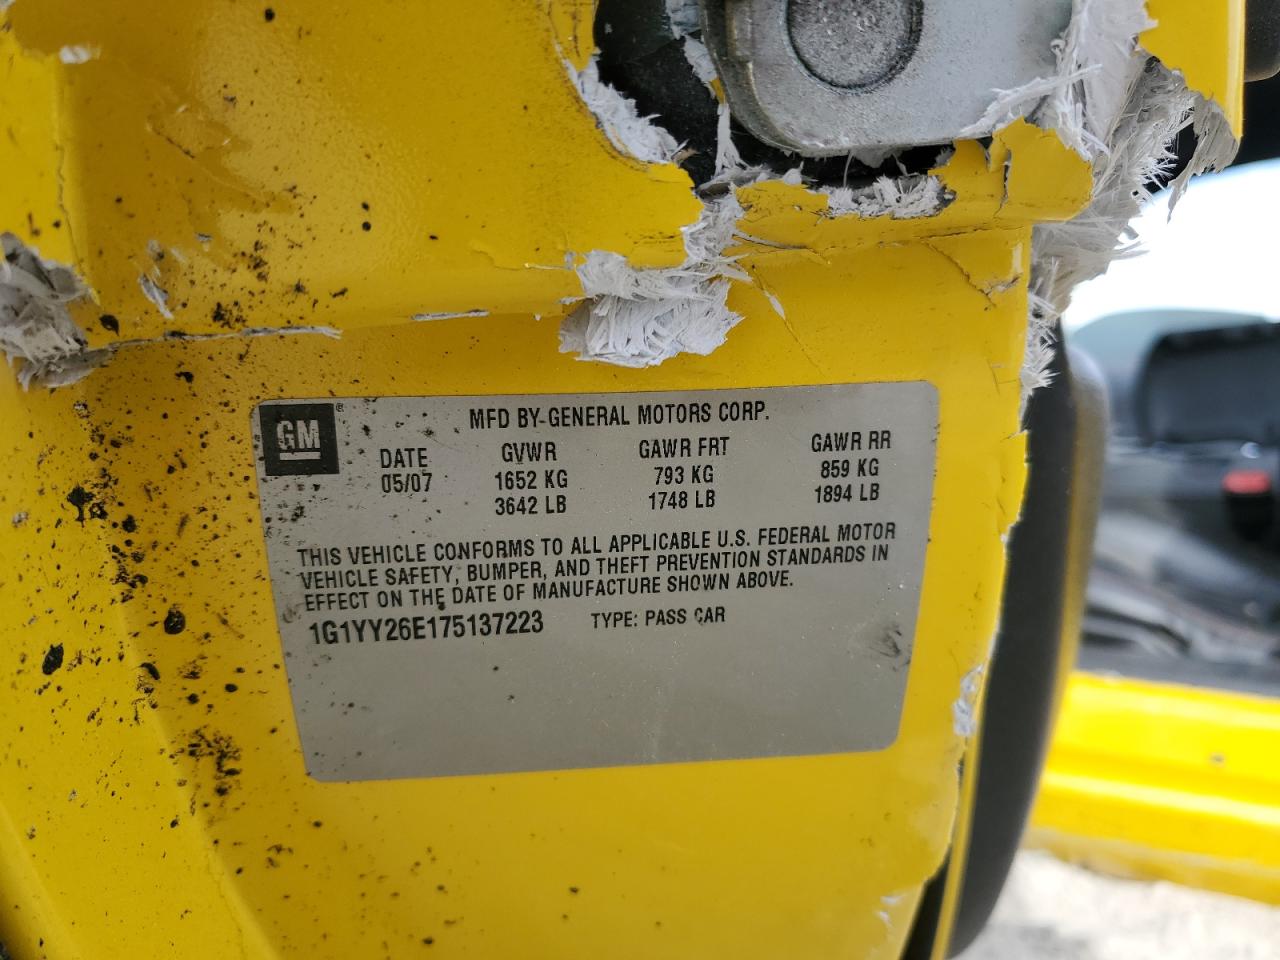 GM ®
MFD BY-GENERAL MOTORS CORP.
DATE GVWR GAWR FRT GAWR RR
05/07 1652 KG 793 KG 859 KG
3642 LB 1748 LB 1894 LB
THIS VEHICLE CONFORMS TO ALL APPLICABLE U.S. FEDERAL MOTOR
VEHICLE SAFETY, BUMPER, AND THEFT PREVENTION STANDARDS IN
EFFECT ON THE DATE OF MANUFACTURE SHOWN ABOVE.
1G1YY26E175137223 TYPE: PASS CAR